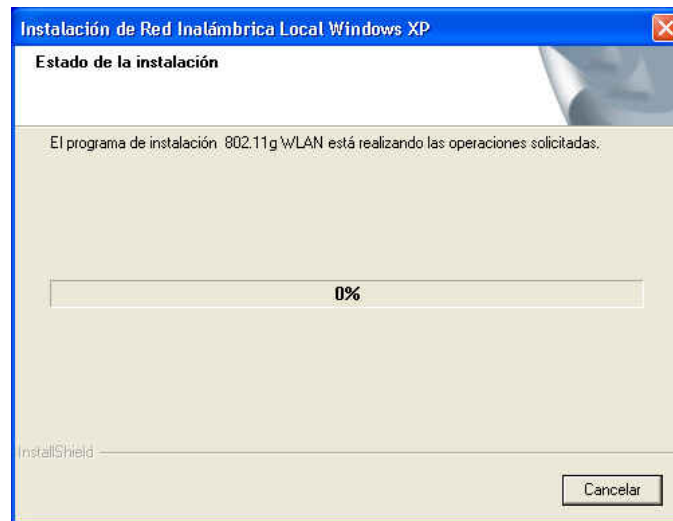 Instalación de Red Inalámbrica Local Windows XP
Estado de la instalación
El programa de instalación 802.11g WLAN está realizando las operaciones solicitadas.
0%
InstallShield
Cancelar